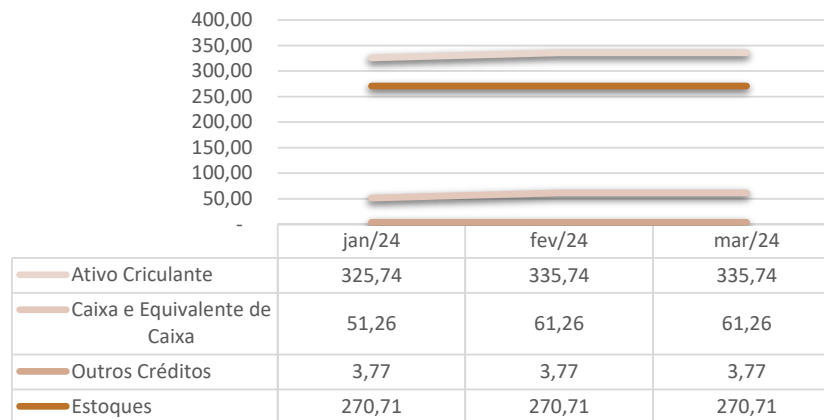 400,00
350,00
300,00
250,00
200,00
150,00
100,00
50,00
-
jan/24 fev/24 mar/24
Ativo Criculante 325,74 335,74 335,74
Caixa e Equivalente de
Caixa 51,26 61,26 61,26
Outros Créditos 3,77 3,77 3,77
Estoques 270,71 270,71 270,71